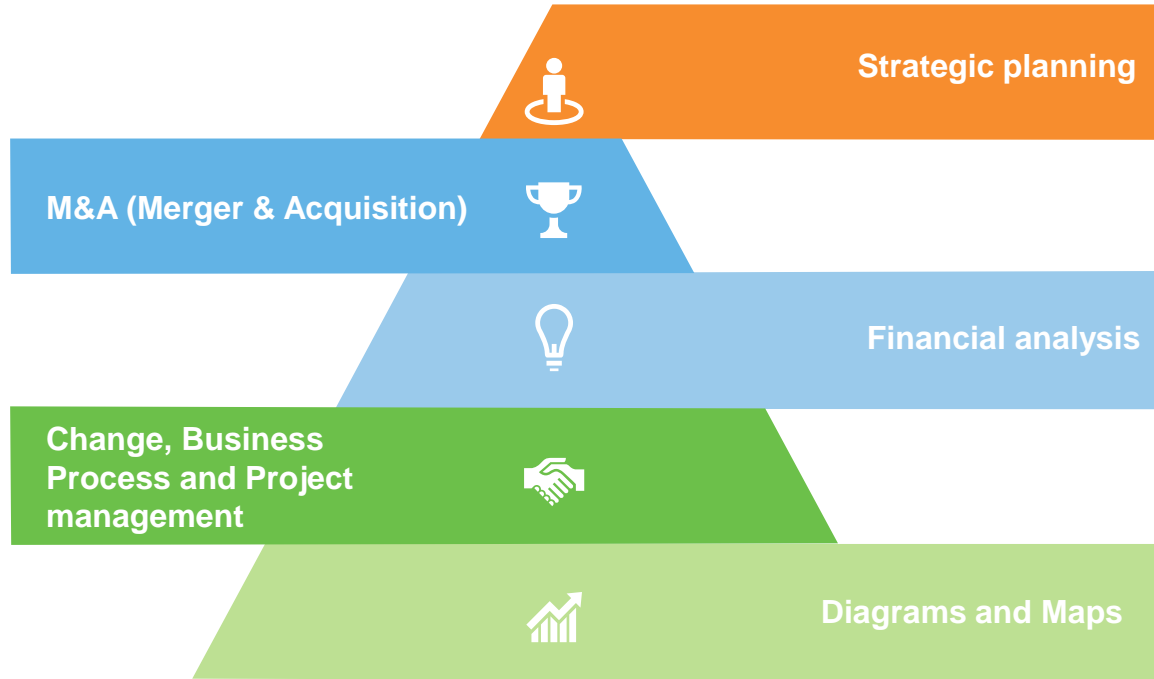 Strategic planning
M&A (Merger & Acquisition)
Financial analysis
Change, Business
Process and Project
management
Diagrams and Maps